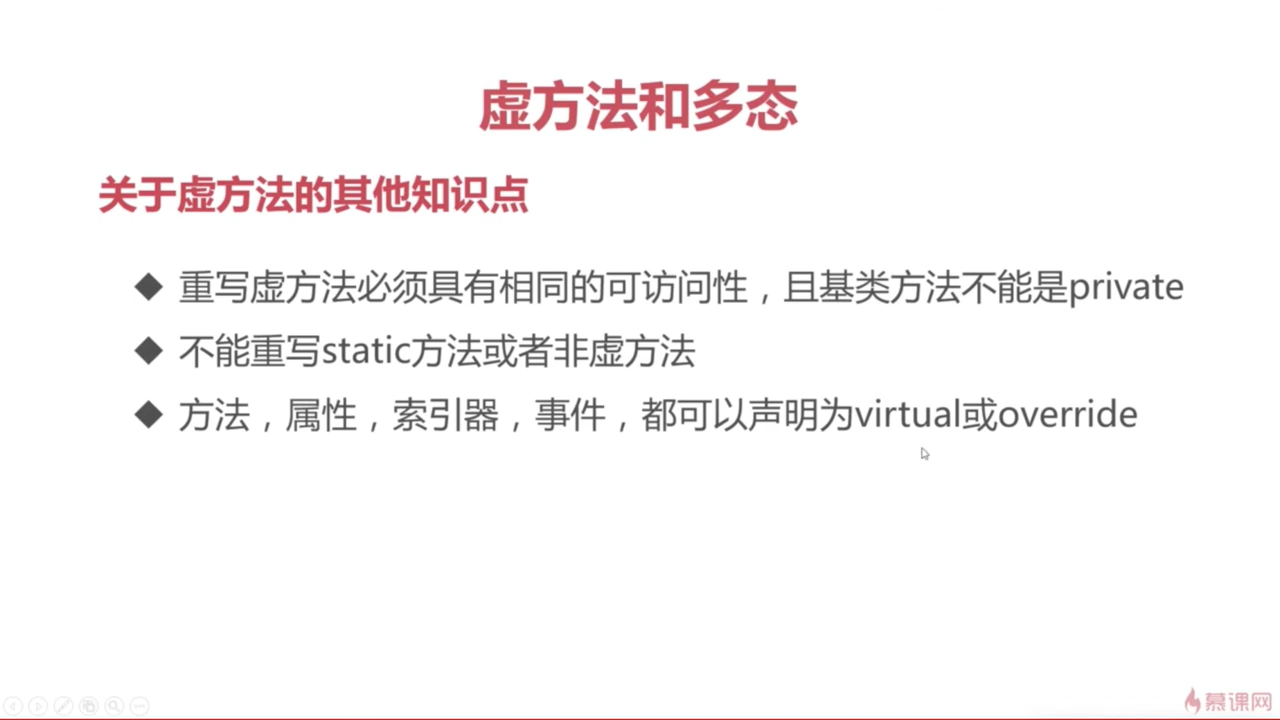 虚方法和多态
关于虚方法的其他知识点
◆ 重写虚方法必须具有相同的可访问性，且基类方法不能是private
◆ 不能重写static方法或者非虚方法
◆ 方法，属性，索引器，事件，都可以声明为virtual或override
慕课网